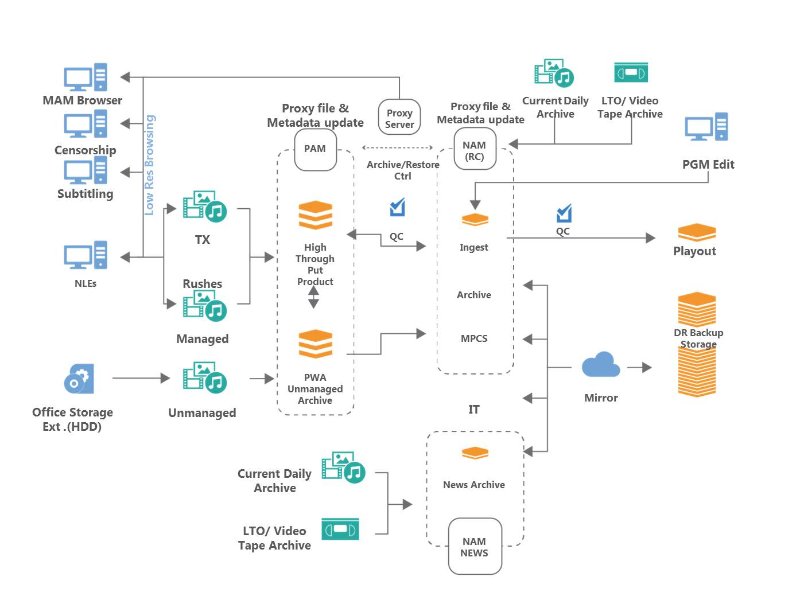 MAM Browser
Censorship
Subtitling
NLEs
Low Res Browsing
Office Storage
Ext .(HDD)
TX
Rushes
Managed
Unmanaged
Proxy file &
Metadata update
PAM
High
Through
Put
Product
PWA
Unmanaged
Archive
Proxy
Server
Archive/Restore
Ctrl
QC
Proxy file &
Metadata update
NAM
(RC)
Ingest
Archive
MPCS
IT
Current Daily
Archive
LTO/ Video
Tape Archive
PGM Edit
QC
Playout
DR Backup
Storage
Mirror
Current Daily
Archive
LTO/ Video
Tape Archive
News Archive
NAM
NEWS